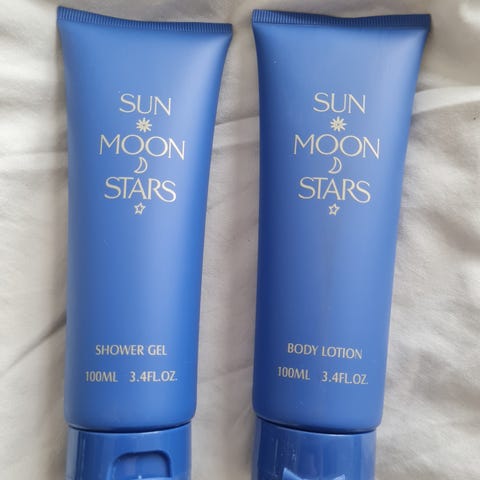 SUN
MOON
STARS
SHOWER GEL
100ML 3.4FL.OZ.
SUN
MOON
STARS
BODY LOTION
100ML 3.4FL.OZ.